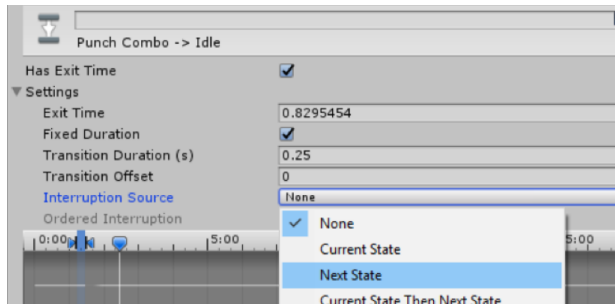 Punch Combo -> Idle
Has Exit Time
Settings
Exit Time 0.8295454
Fixed Duration
Transition Duration (s) 0.25
Transition Offset 0
Interruption Source None
Ordered Interruption
0:00 5:00 5:00
None
Current State
Next State
Current State Then Next State